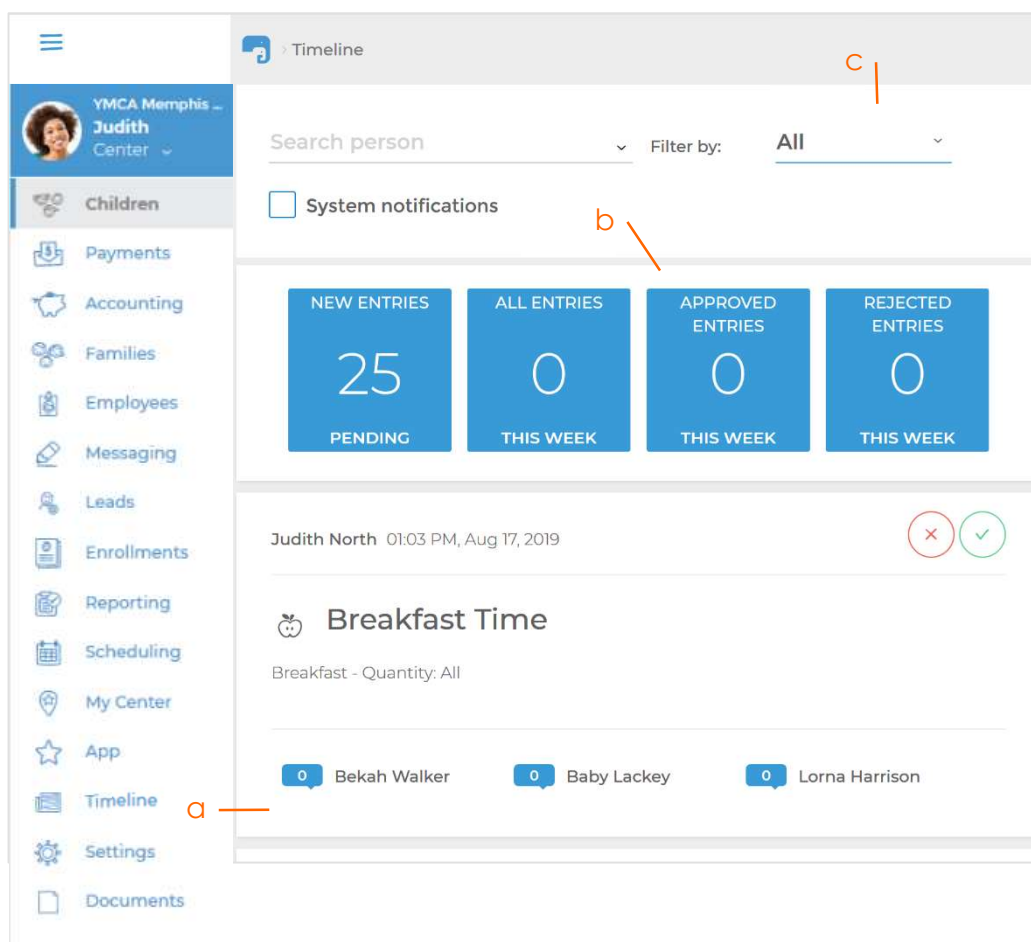 Timeline
c
YMCA Memphis ...
Judith
Center
Search person
Filter by:
All
System notifications
b
Children
Payments
Accounting
Families
Employees
Messaging
Leads
Enrollments
Reporting
Scheduling
My Center
App
Timeline
Settings
Documents
NEW ENTRIES
25
PENDING
ALL ENTRIES
0
THIS WEEK
APPROVED
ENTRIES
0
THIS WEEK
REJECTED
ENTRIES
0
THIS WEEK
Judith North 01:03 PM, Aug 17, 2019
Breakfast Time
Breakfast - Quantity: All
0 Bekah Walker
0 Baby Lackey
0 Lorna Harrison
a